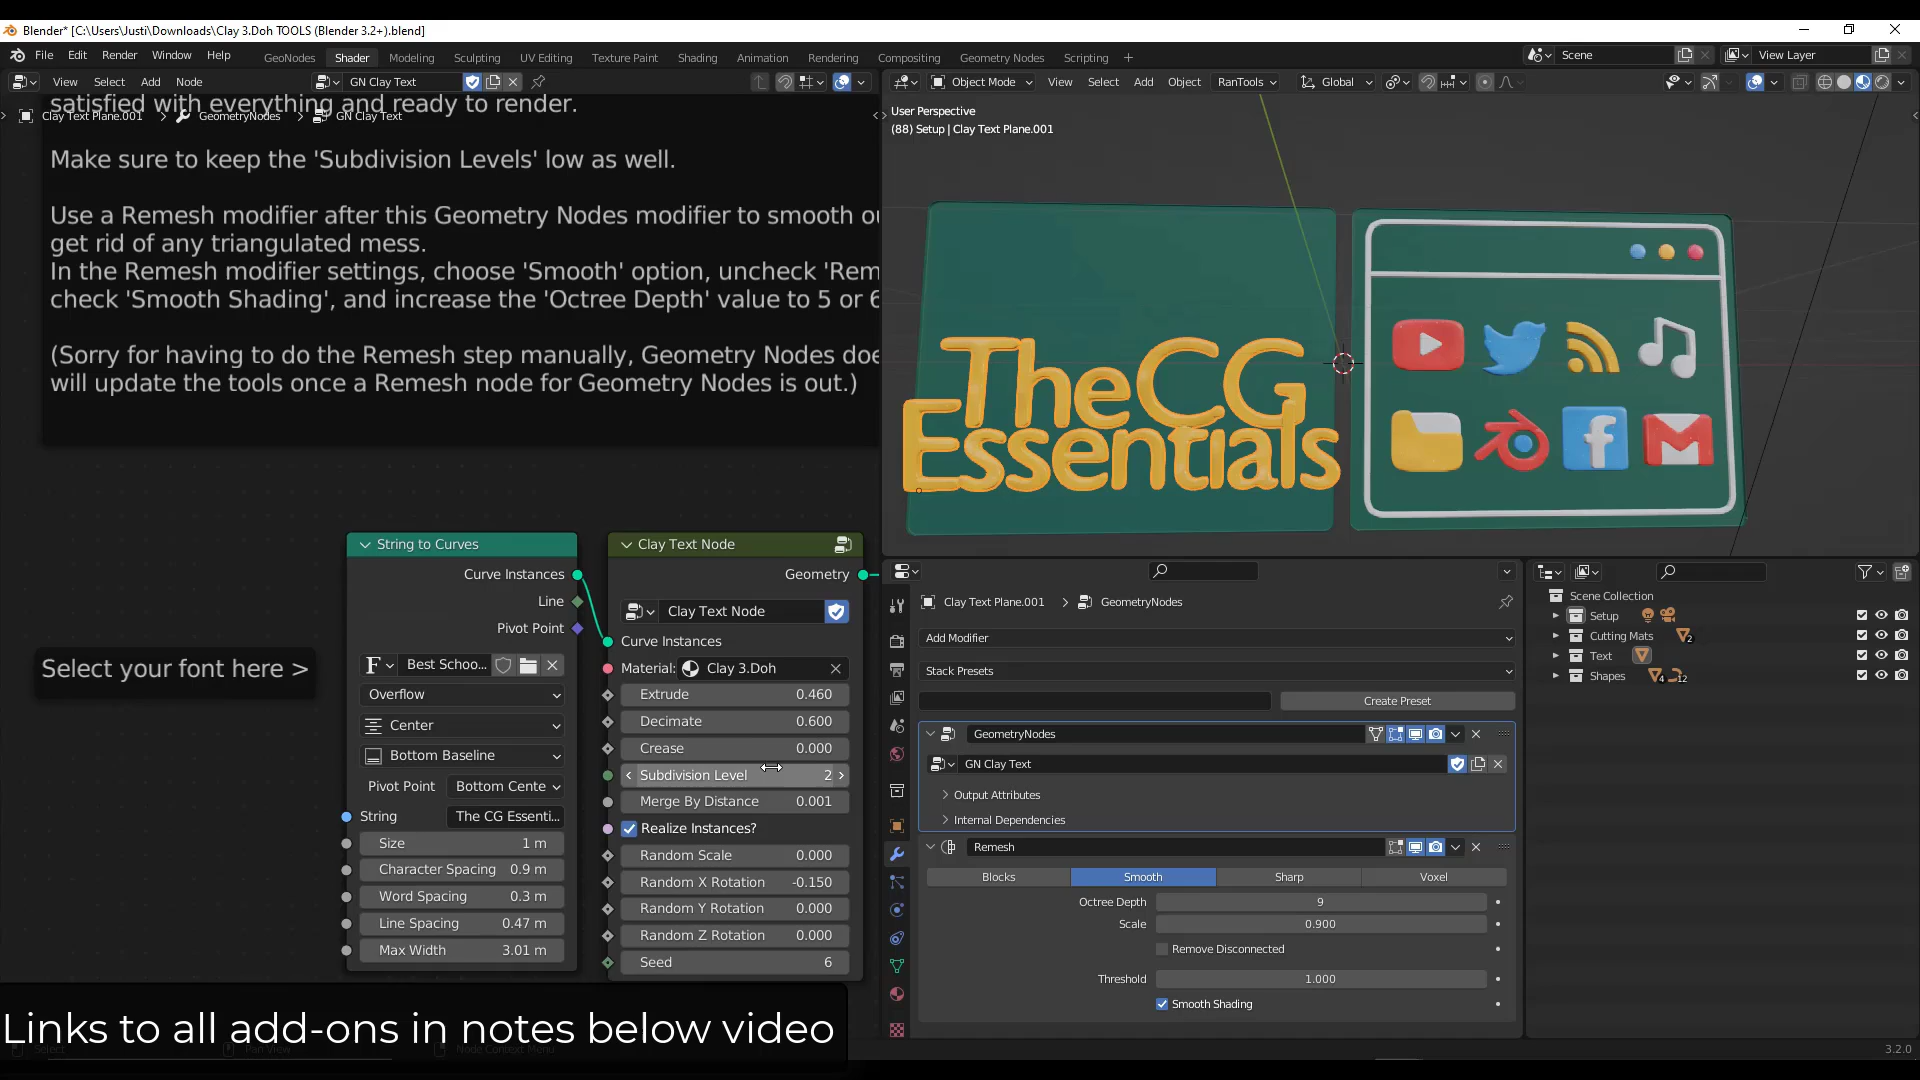 Blender* [C:\Users\Justi\Downloads\Clay 3.Doh TOOLS (Blender 3.2+).blend]
File Edit Render Window Help GeoNodes Shader Modeling Sculpting UV Editing Texture Paint Shading Animation Rendering Compositing Geometry Nodes Scripting + Scene View Layer
View Select Add Node GN Clay Text Object Mode View Select Add Object RanTools Global
satisfied with everything and ready to render.
Clay Text Plane.001 > GeometryNodes > GN Clay Text
Make sure to keep the 'Subdivision Levels' low as well.
Use a Remesh modifier after this Geometry Nodes modifier to smooth ou
get rid of any triangulated mess.
In the Remesh modifier settings, choose 'Smooth' option, uncheck 'Rem
check 'Smooth Shading', and increase the 'Octree Depth' value to 5 or 6
(Sorry for having to do the Remesh step manually, Geometry Nodes doe
will update the tools once a Remesh node for Geometry Nodes is out.)
User Perspective
(88) Setup | Clay Text Plane.001
The CG
Essentials
Select your font here >
String to Curves
Curve Instances
Line
Pivot Point
F Best Schoo...
Overflow
Center
Bottom Baseline
Pivot Point Bottom Cente
String The CG Essenti...
Size 1 m
Character Spacing 0.9 m
Word Spacing 0.3 m
Line Spacing 0.47 m
Max Width 3.01 m
Clay Text Node
Geometry
Clay Text Node
Curve Instances
Material: Clay 3.Doh
Extrude 0.460
Decimate 0.600
Crease 0.000
Subdivision Level 2
Merge By Distance 0.001
Realize Instances?
Random Scale 0.000
Random X Rotation -0.150
Random Y Rotation 0.000
Random Z Rotation 0.000
Seed 6
Clay Text Plane.001 > GeometryNodes
Add Modifier
Stack Presets
Create Preset
GeometryNodes
GN Clay Text
Output Attributes
Internal Dependencies
Remesh
Blocks Smooth Sharp Voxel
Octree Depth 9
Scale 0.900
Remove Disconnected
Threshold 1.000
Smooth Shading
Scene Collection
Setup
Cutting Mats 2
Text
Shapes 4 12
Links to all add-ons in notes below video
Select Pan View Node Context Menu
3.2.0